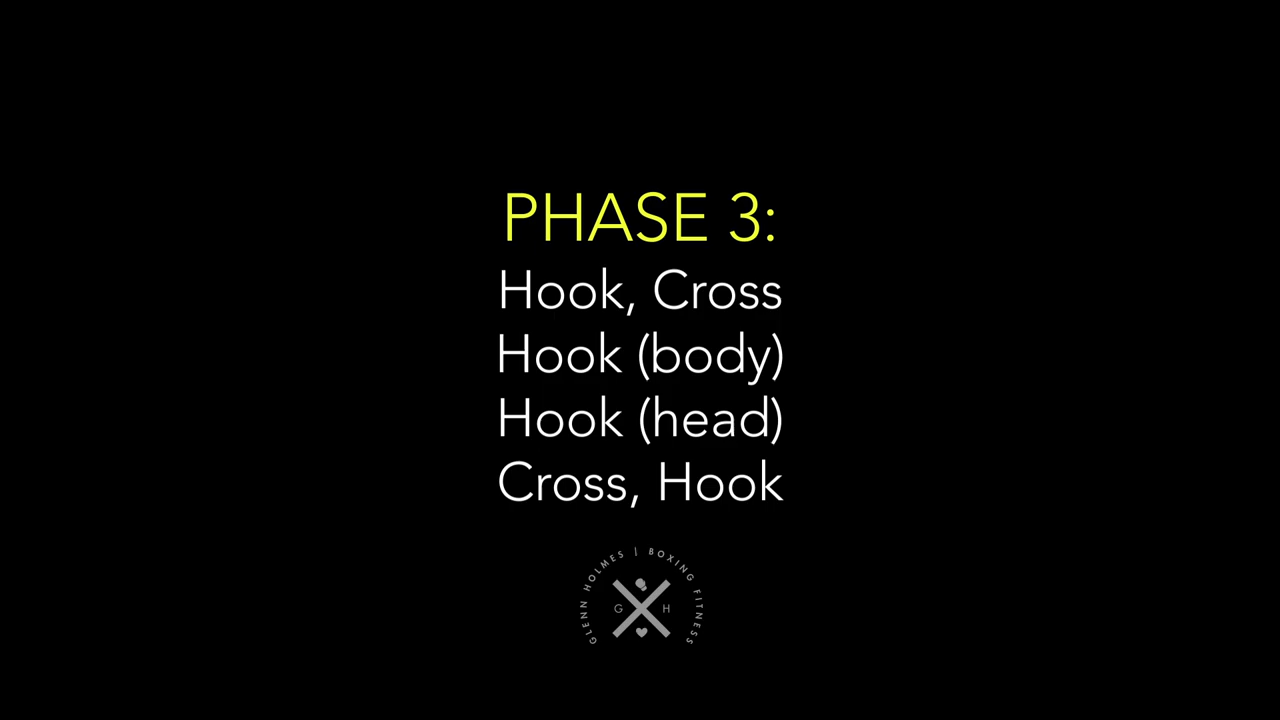 PHASE 3:
Hook, Cross
Hook (body)
Hook (head)
Cross, Hook
GLENN HOLMES | BOXING FITNESS
G H